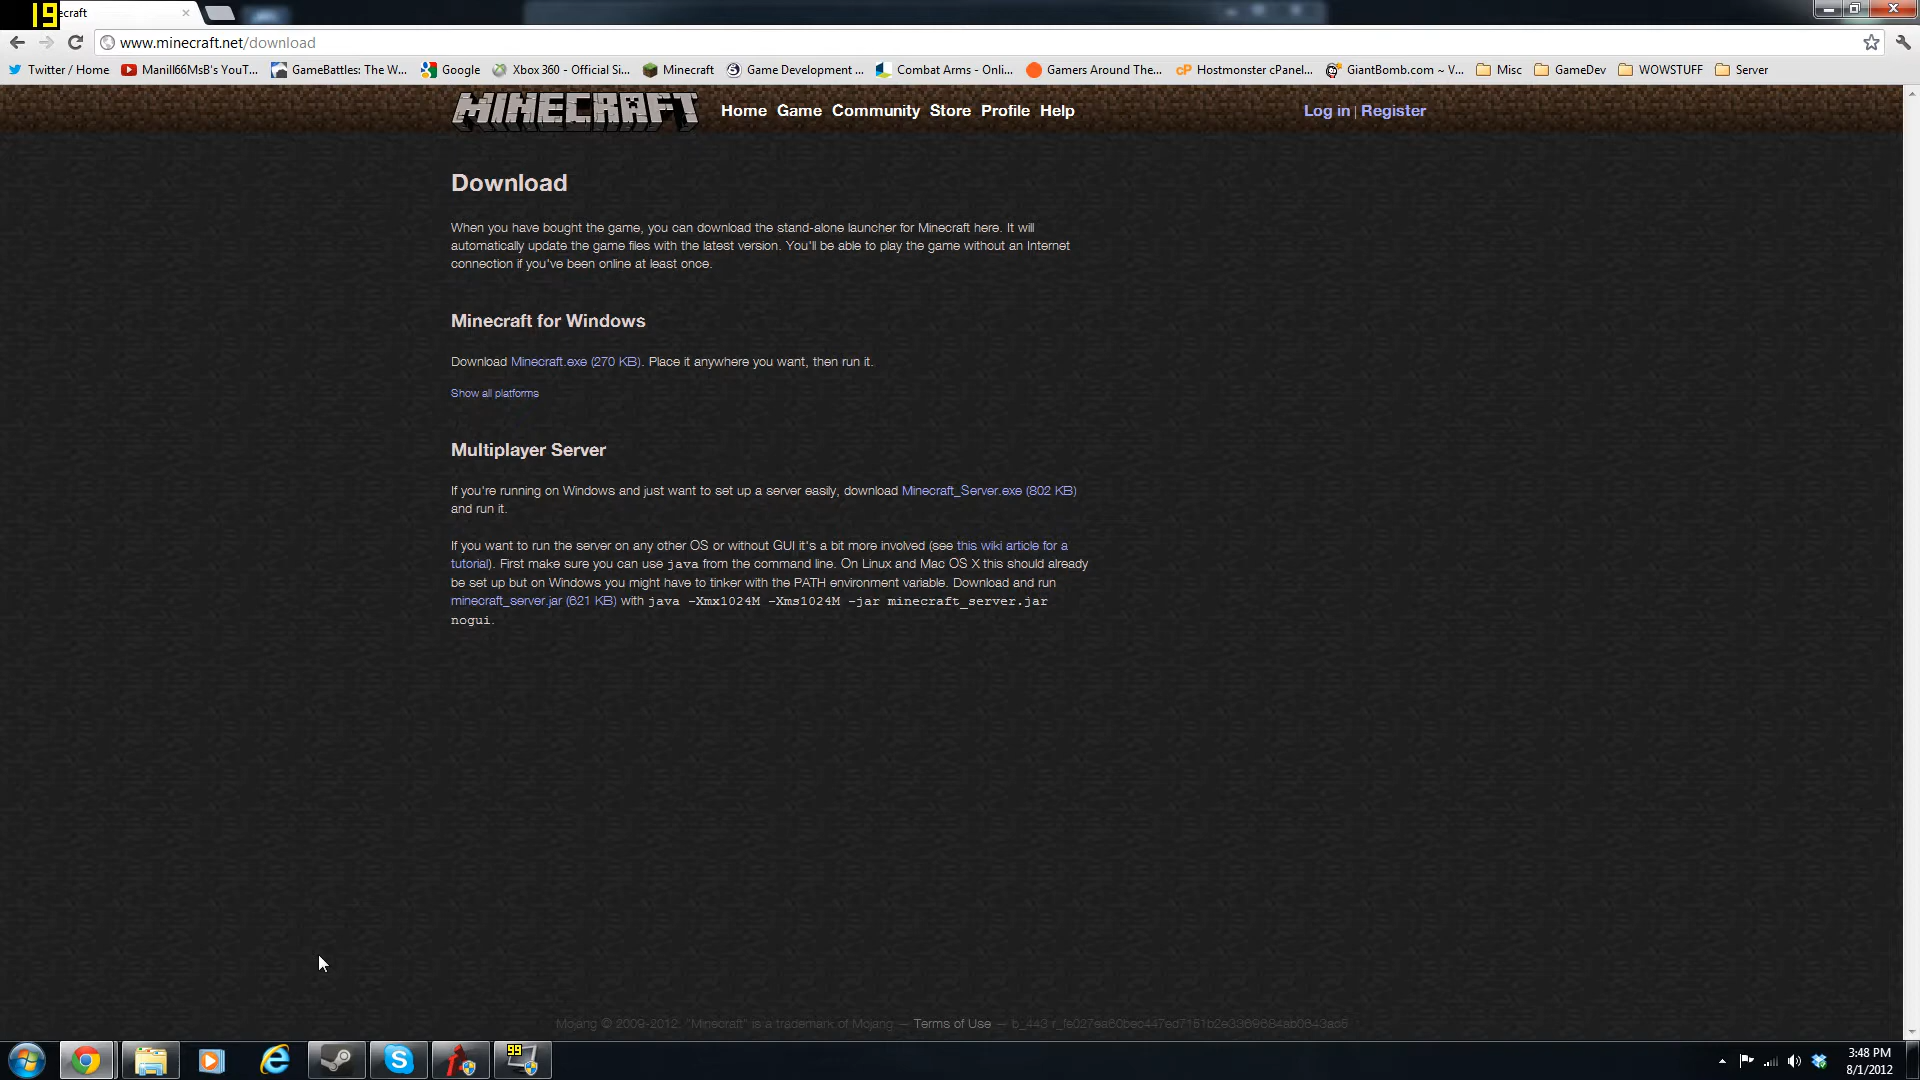 19
ecraft
www.minecraft.net/download
Twitter / Home Manill66MsB's YouT... GameBattles: The W... Google Xbox 360 - Official Si... Minecraft Game Development ... Combat Arms - Onli... Gamers Around The... Hostmonster cPanel... GiantBomb.com ~ V... Misc GameDev WOWSTUFF Server
MINECRAFT Home Game Community Store Profile Help Log in | Register
Download
When you have bought the game, you can download the stand-alone launcher for Minecraft here. It will
automatically update the game files with the latest version. You'll be able to play the game without an Internet
connection if you've been online at least once.
Minecraft for Windows
Download Minecraft.exe (270 KB). Place it anywhere you want, then run it.
Show all platforms
Multiplayer Server
If you're running on Windows and just want to set up a server easily, download Minecraft_Server.exe (802 KB)
and run it.
If you want to run the server on any other OS or without GUI it's a bit more involved (see this wiki article for a
tutorial). First make sure you can use java from the command line. On Linux and Mac OS X this should already
be set up but on Windows you might have to tinker with the PATH environment variable. Download and run
minecraft_server.jar (621 KB) with java -Xmx1024M -Xms1024M -jar minecraft_server.jar
nogui.
Mojang © 2009-2012. "Minecraft" is a trademark of Mojang — Terms of Use —
99
3:48 PM
8/1/2012